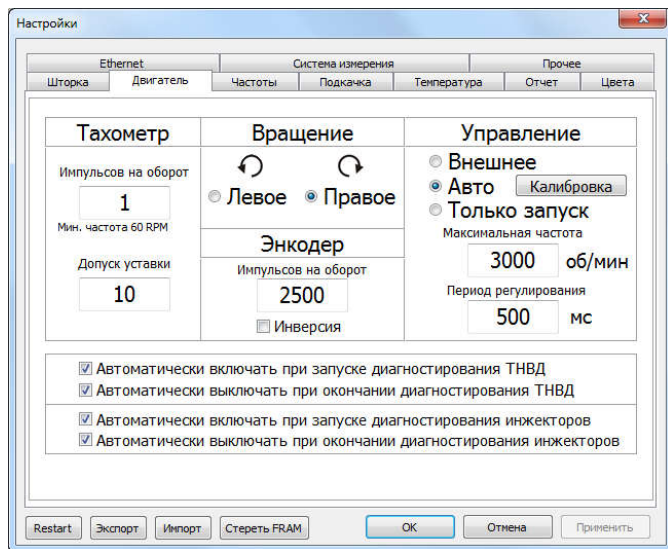 Настройки
Ethernet Система измерения Прочее
Шторка Двигатель Частоты Подкачка Температура Отчет Цвета
Тахометр Вращение Управление
Импульсов на оборот
1
Мин. частота 60 RPM
Допуск уставки
10
Левое Правое
Энкодер
Импульсов на оборот
2500
Инверсия
Внешнее
Авто Калибровка
Только запуск
Максимальная частота
3000 об/мин
Период регулирования
500 мс
Автоматически включать при запуске диагностирования ТНВД
Автоматически выключать при окончании диагностирования ТНВД
Автоматически включать при запуске диагностирования инжекторов
Автоматически выключать при окончании диагностирования инжекторов
Restart Экспорт Импорт Стереть FRAM OK Отмена Применить